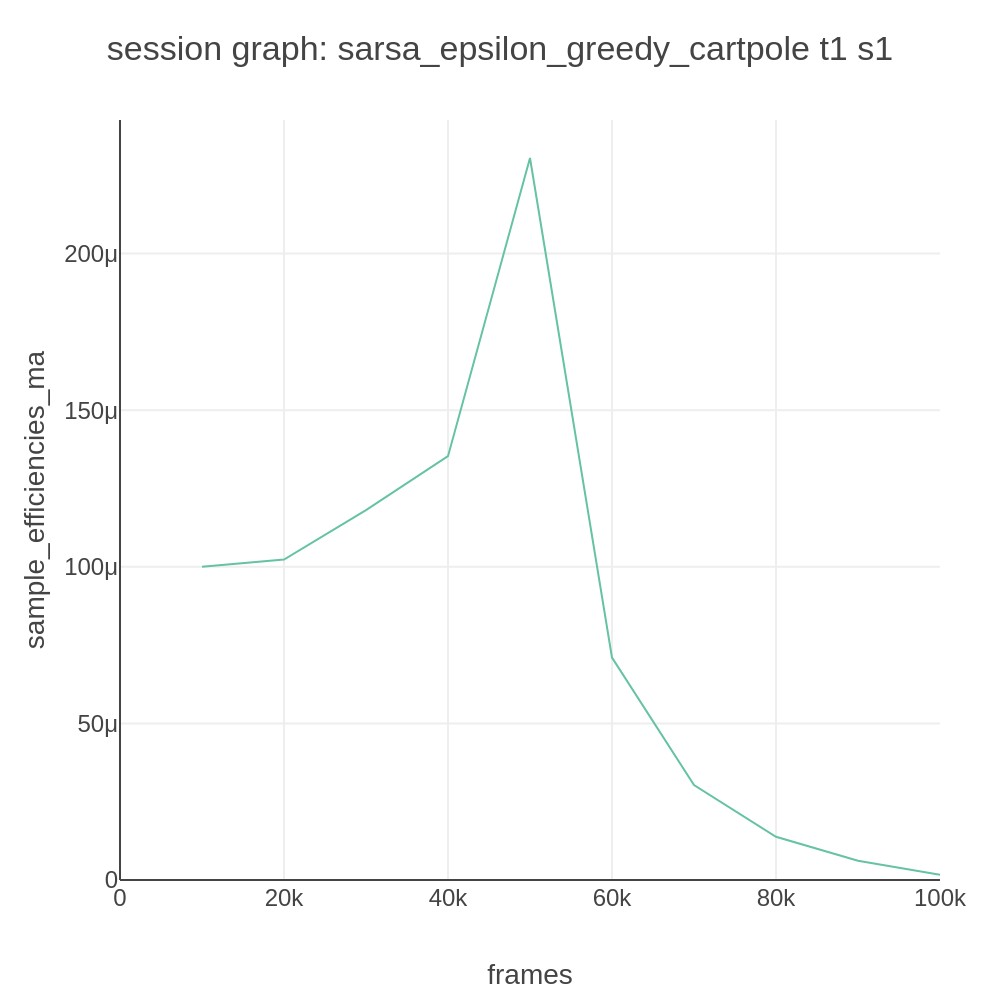 session graph: sarsa_epsilon_greedy_cartpole t1 s1
sample_efficiencies_ma
200μ
150μ
100μ
50μ
0
0
20k
40k
60k
80k
100k
frames